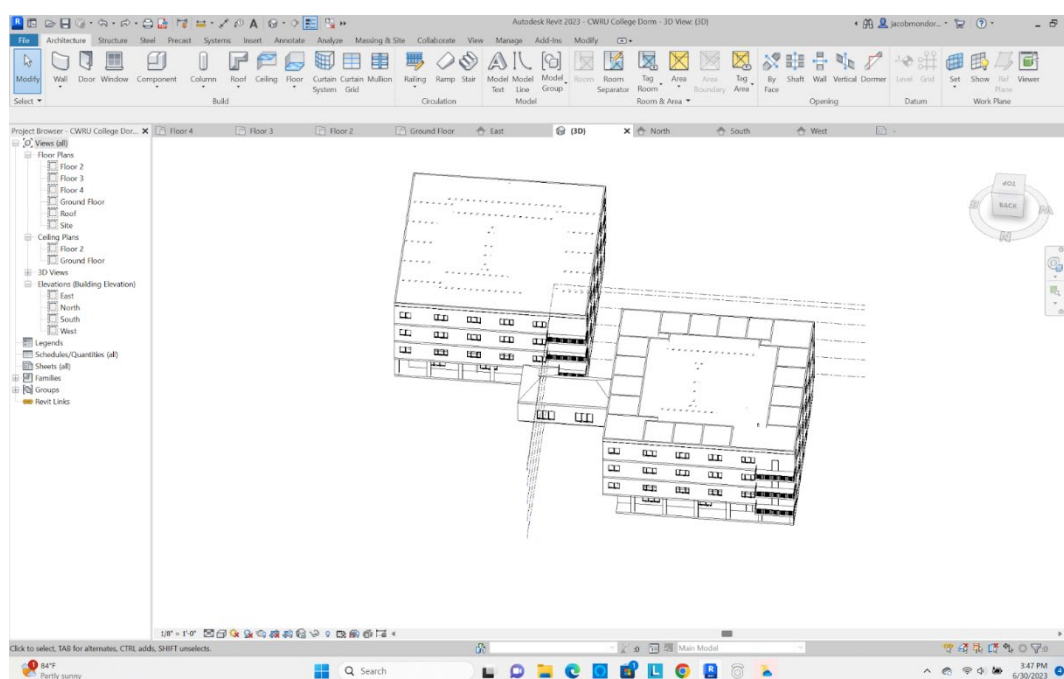 Autodesk Revit 2023 - CWRU College Dorm - 3D View: {3D}
jacobmondor...
File Architecture Structure Steel Precast Systems Insert Annotate Analyze Massing & Site Collaborate View Manage Add-Ins Modify
Modify Wall Door Window Component Column Roof Ceiling Floor Curtain System Curtain Grid Mullion Railing Ramp Stair Model Text Model Line Model Group Room Room Separator Tag Room Area Area Boundary Tag Area By Face Shaft Wall Vertical Dormer Level Grid Set Show Ref Plane Viewer
Select Build Circulation Model Room & Area Opening Datum Work Plane
Project Browser - CWRU College Dor...
Floor 4 Floor 3 Floor 2 Ground Floor East {3D} North South West
Views (all)
Floor Plans
Floor 2
Floor 3
Floor 4
Ground Floor
Roof
Site
Ceiling Plans
Floor 2
Ground Floor
3D Views
Elevations (Building Elevation)
East
North
South
West
Legends
Schedules/Quantities (all)
Sheets (all)
Families
Groups
Revit Links
TOP
BACK
1/8" = 1'-0"
Click to select, TAB for alternates, CTRL adds, SHIFT unselects.
:0
Main Model
:0
84°F
Partly sunny
Search
3:47 PM
6/30/2023